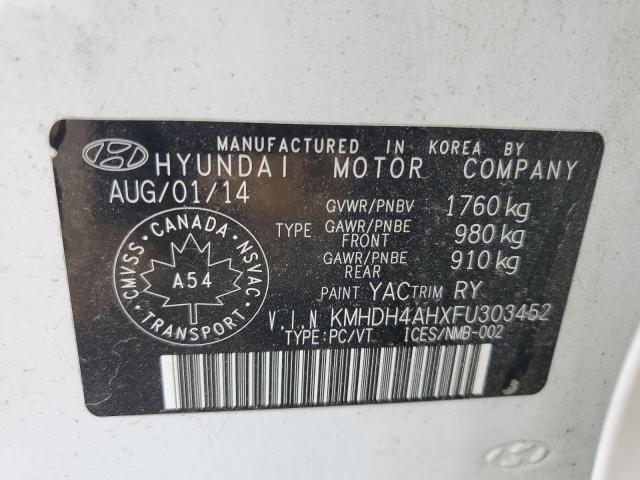 MANUFACTURED IN KOREA BY
HYUNDAI MOTOR COMPANY
AUG/01/14
GVWR/PNBV 1760 kg
TYPE GAWR/PNBE FRONT 980 kg
GAWR/PNBE REAR 910 kg
CMVSS · CANADA · NSVAC
A54
TRANSPORT
PAINT YAC TRIM RY
V.I.N KMHDH4AHXFU303452
TYPE:PC/VT ICES/NMB-002